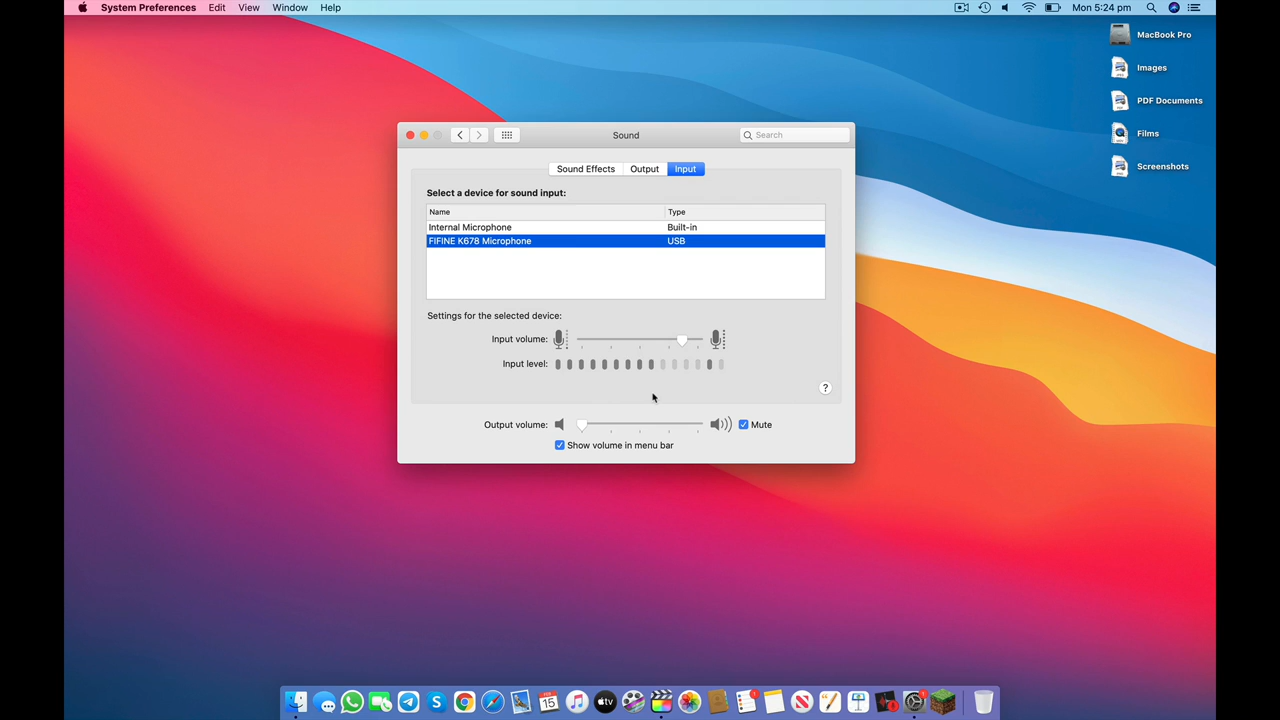 System Preferences Edit View Window Help Mon 5:24 pm
MacBook Pro
Images
PDF Documents
Films
Screenshots
Sound
Search
Sound Effects Output Input
Select a device for sound input:
Name Type
Internal Microphone Built-in
FIFINE K678 Microphone USB
Settings for the selected device:
Input volume:
Input level:
?
Output volume: Mute
Show volume in menu bar
15
tv